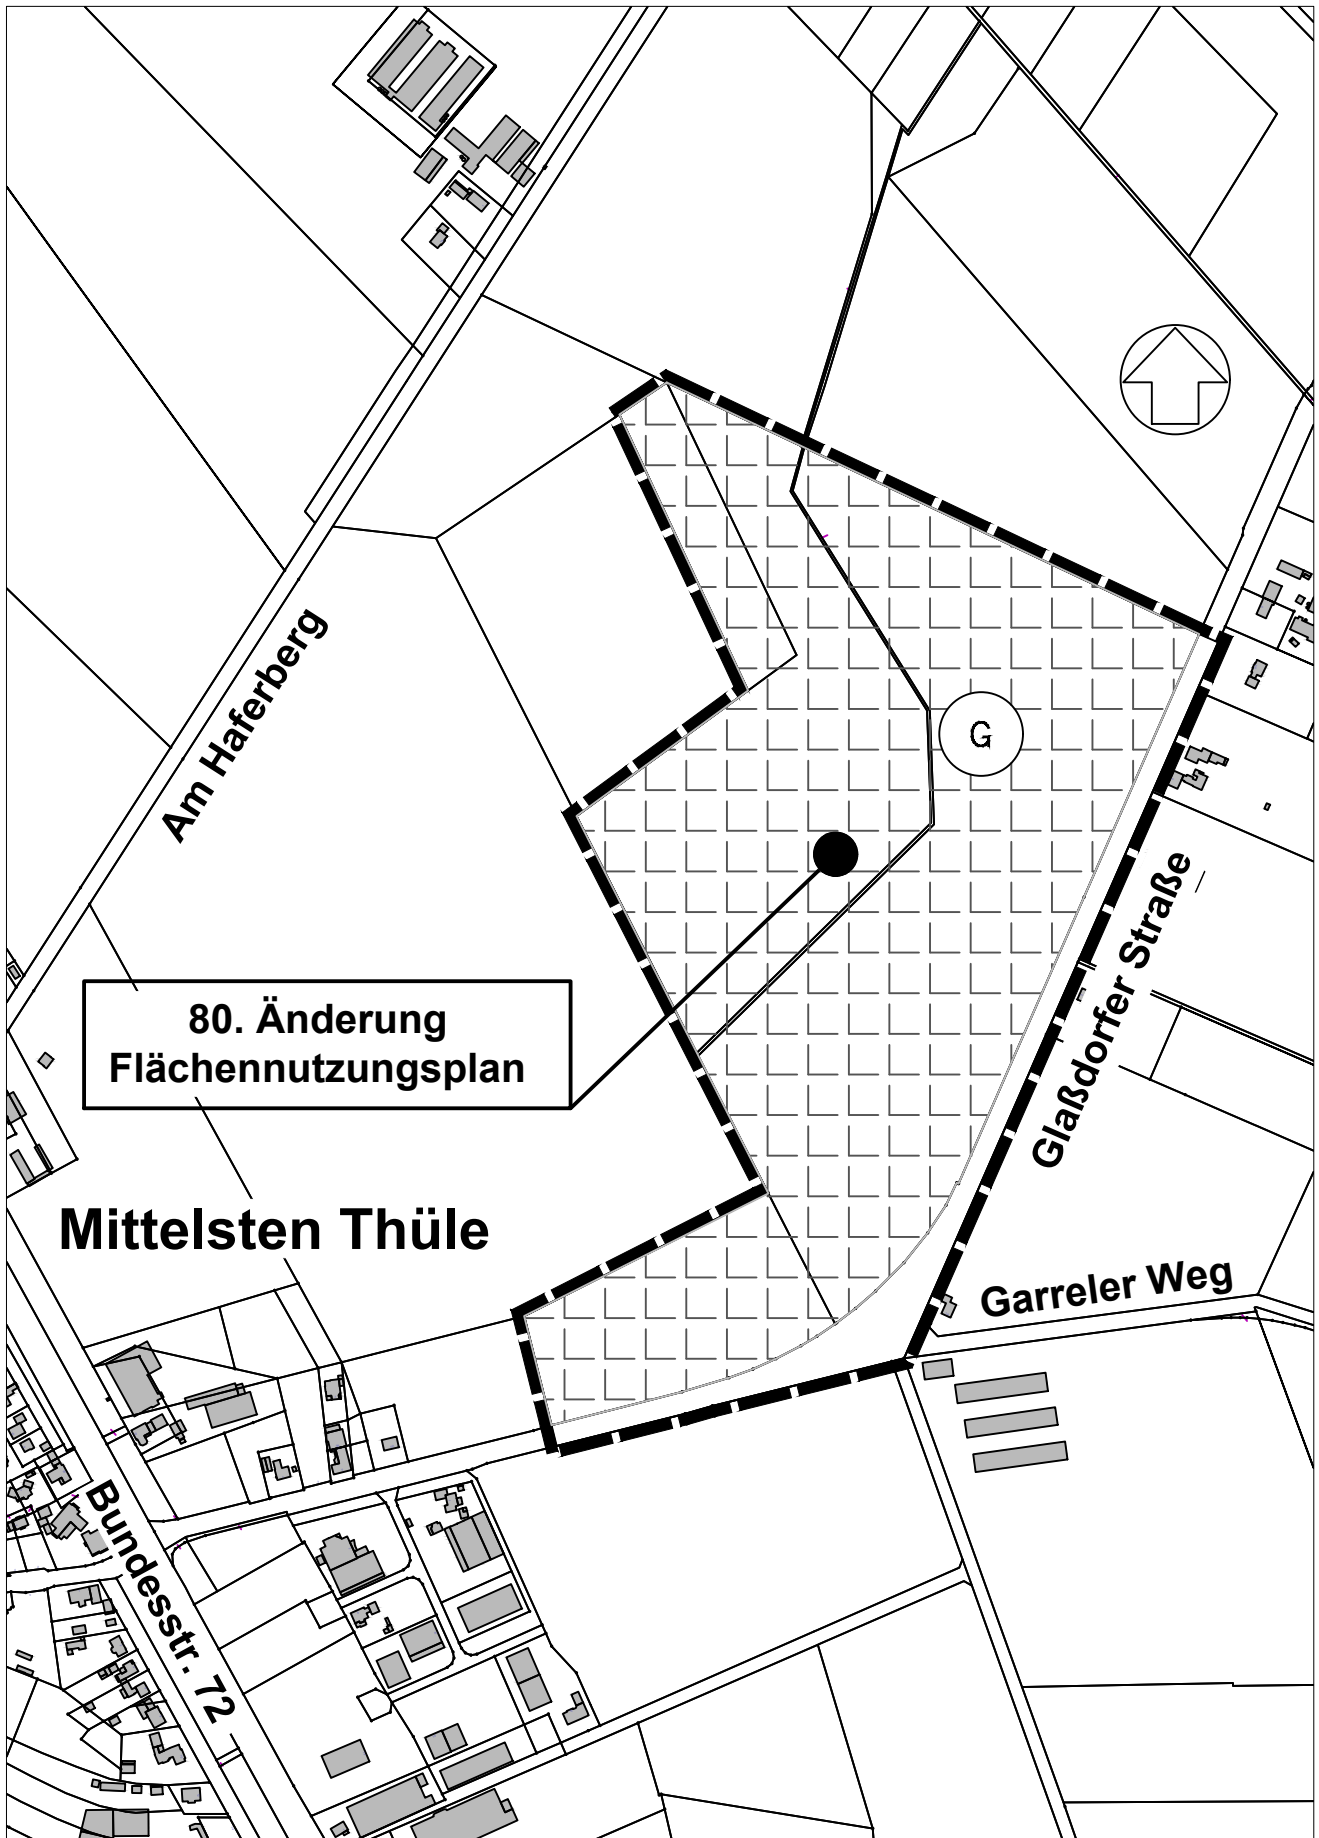 Am Haferberg
G
80. Änderung
Flächennutzungsplan
Glaßdorfer Straße
Mittelsten Thüle
Garreler Weg
Bundesstr. 72